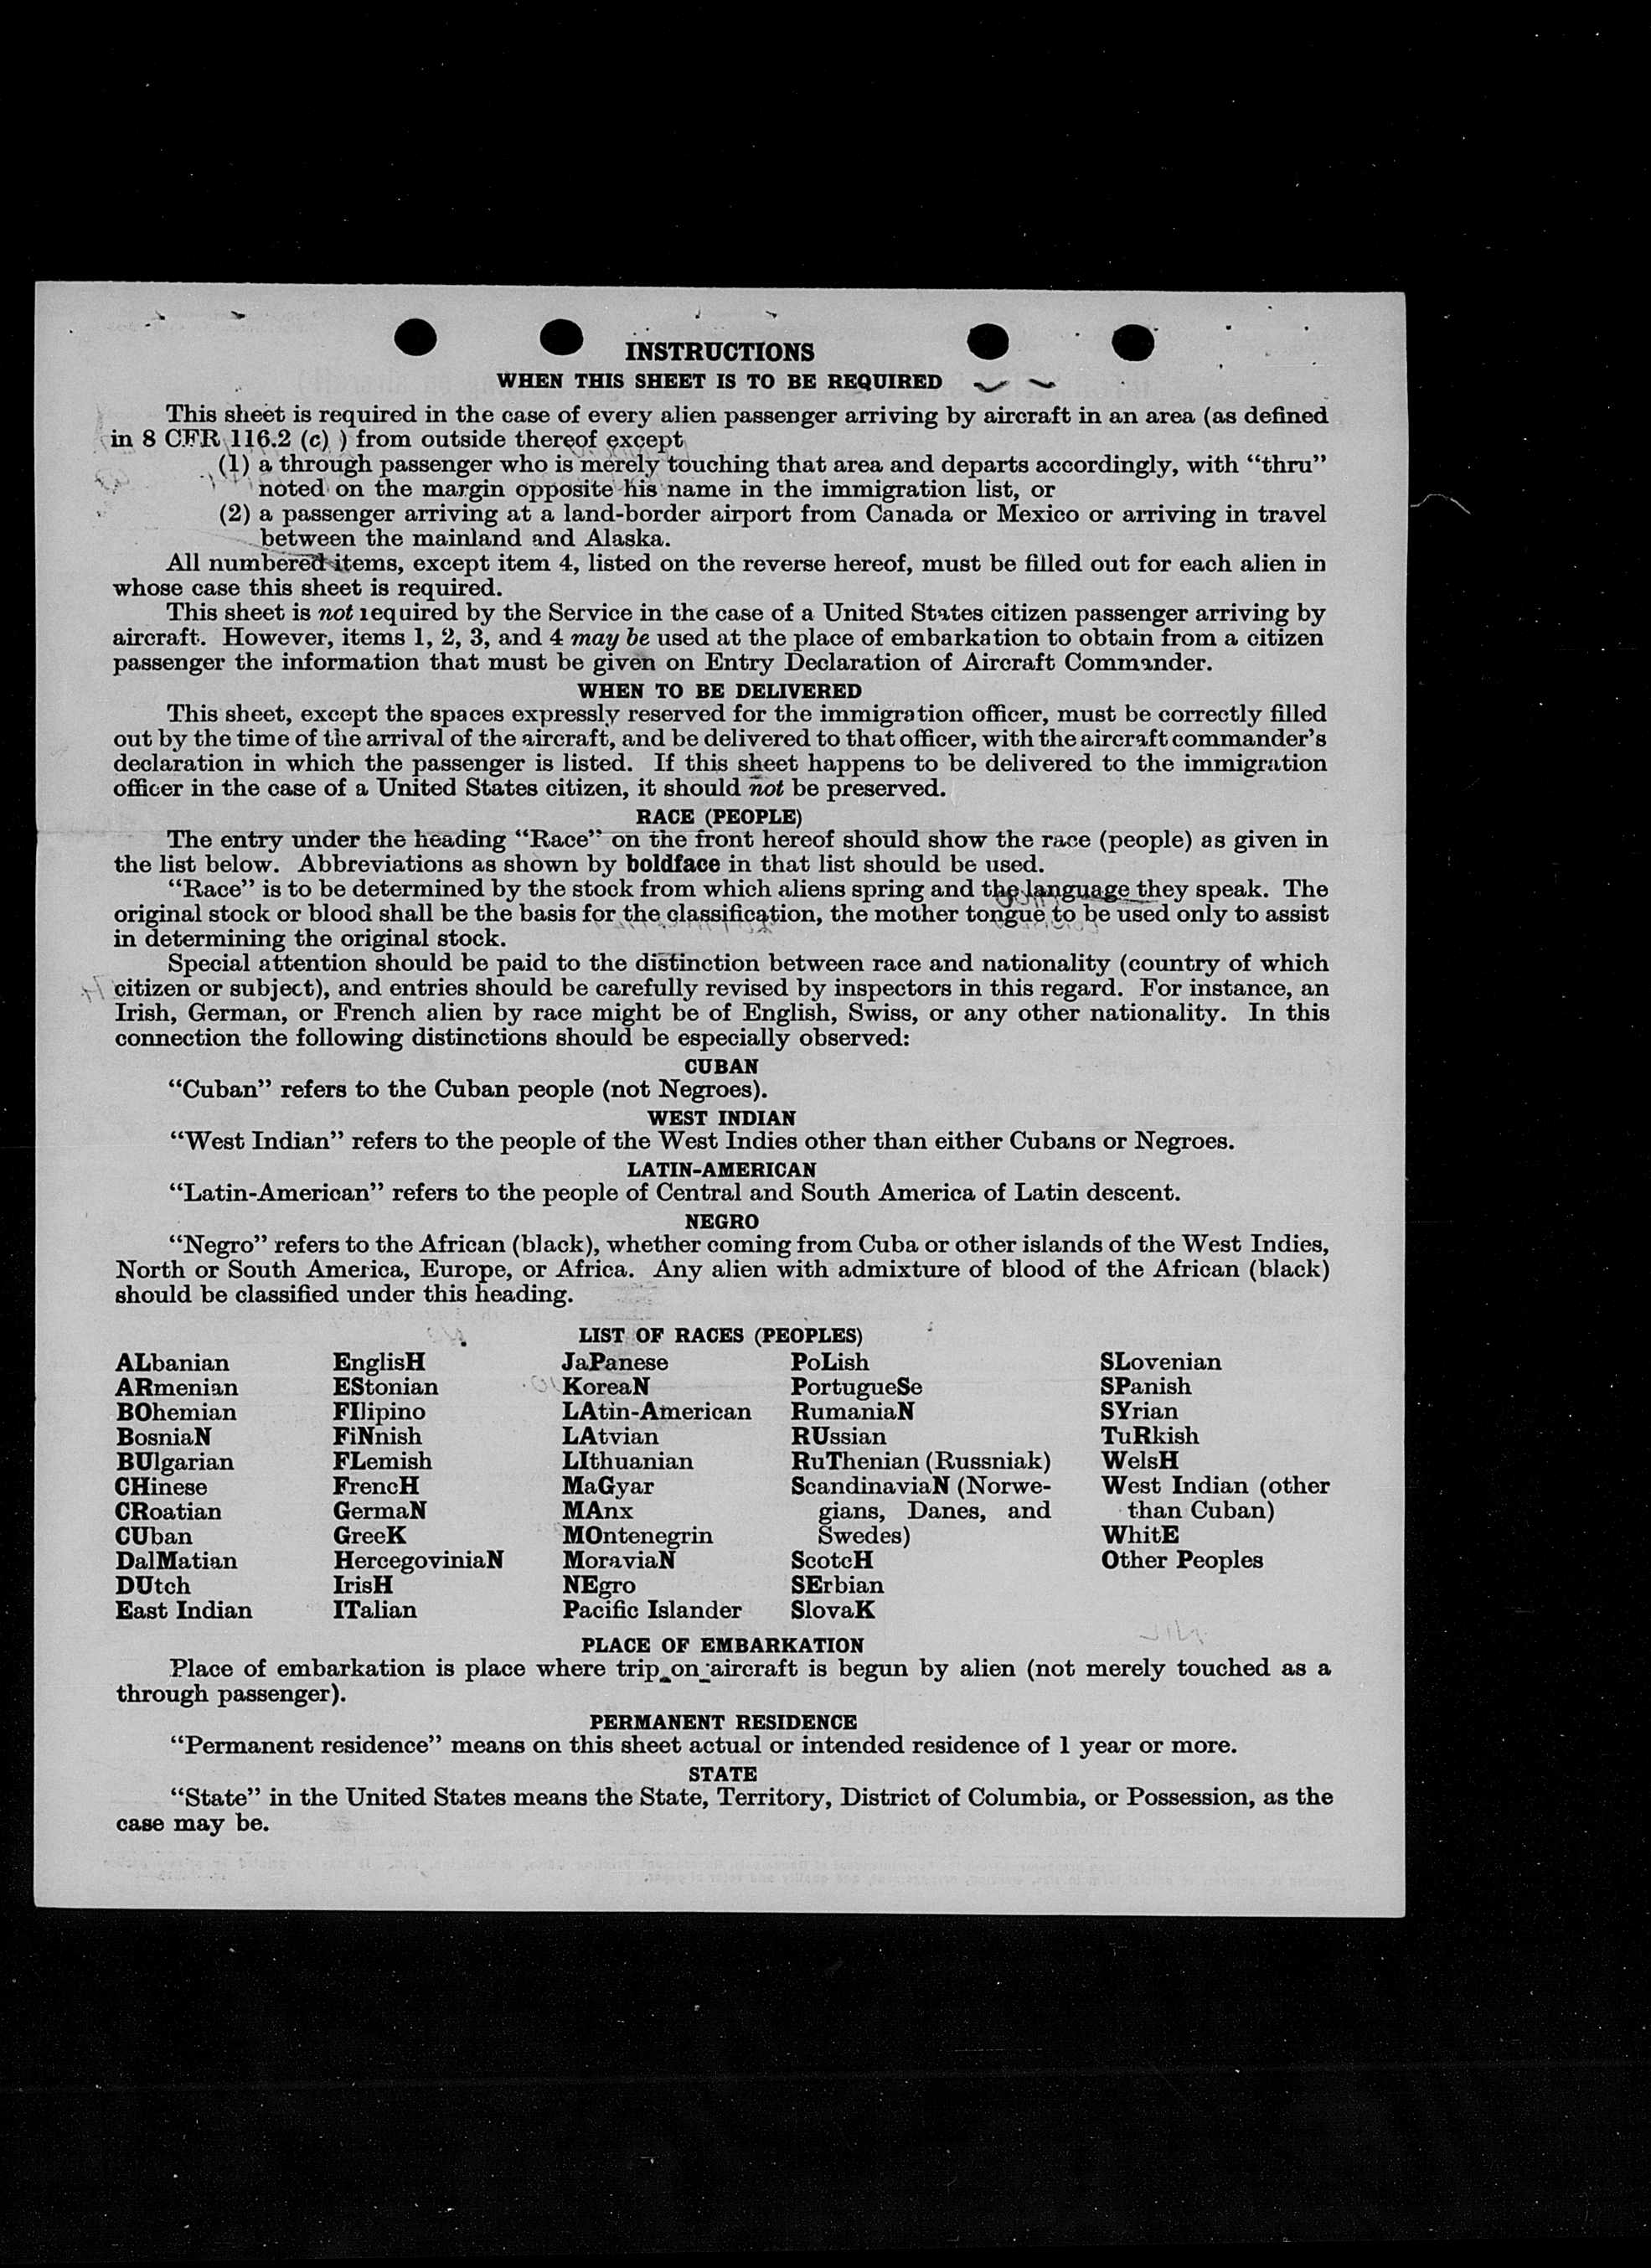 INSTRUCTIONS
WHEN THIS SHEET IS TO BE REQUIRED
This sheet is required in the case of every alien passenger arriving by aircraft in an area (as defined
in 8 CFR 116.2 (c) ) from outside thereof except
(1) a through passenger who is merely touching that area and departs accordingly, with “thru”
noted on the margin opposite his name in the immigration list, or
(2) a passenger arriving at a land-border airport from Canada or Mexico or arriving in travel
between the mainland and Alaska.
All numbered items, except item 4, listed on the reverse hereof, must be filled out for each alien in
whose case this sheet is required.
This sheet is not required by the Service in the case of a United States citizen passenger arriving by
aircraft. However, items 1, 2, 3, and 4 may be used at the place of embarkation to obtain from a citizen
passenger the information that must be given on Entry Declaration of Aircraft Commander.
WHEN TO BE DELIVERED
This sheet, except the spaces expressly reserved for the immigration officer, must be correctly filled
out by the time of the arrival of the aircraft, and be delivered to that officer, with the aircraft commander’s
declaration in which the passenger is listed. If this sheet happens to be delivered to the immigration
officer in the case of a United States citizen, it should not be preserved.
RACE (PEOPLE)
The entry under the heading “Race” on the front hereof should show the race (people) as given in
the list below. Abbreviations as shown by boldface in that list should be used.
“Race” is to be determined by the stock from which aliens spring and the language they speak. The
original stock or blood shall be the basis for the classification, the mother tongue to be used only to assist
in determining the original stock.
Special attention should be paid to the distinction between race and nationality (country of which
citizen or subject), and entries should be carefully revised by inspectors in this regard. For instance, an
Irish, German, or French alien by race might be of English, Swiss, or any other nationality. In this
connection the following distinctions should be especially observed:
CUBAN
“Cuban” refers to the Cuban people (not Negroes).
WEST INDIAN
“West Indian” refers to the people of the West Indies other than either Cubans or Negroes.
LATIN-AMERICAN
“Latin-American” refers to the people of Central and South America of Latin descent.
NEGRO
“Negro” refers to the African (black), whether coming from Cuba or other islands of the West Indies,
North or South America, Europe, or Africa. Any alien with admixture of blood of the African (black)
should be classified under this heading.
LIST OF RACES (PEOPLES)
ALbanian EnglisH JaPanese PoLish SLovenian
ARmenian EStonian KoreaN PortugueSe SPanish
BOhemian FIlipino LAtin-American RumaniaN SYrian
BosniaN FiNnish LAtvian RUssian TuRkish
BUlgarian FLemish LIthuanian RuThenian (Russniak) WelsH
CHinese FrencH MaGyar ScandinaviaN (Norwe- West Indian (other
CRoatian GermaN MAnx gians, Danes, and than Cuban)
CUban GreeK MOntenegrin Swedes) WhitE
DalMatian HercegoviniaN MoraviaN ScotcH Other Peoples
DUtch IrisH NEgro SErbian
East Indian ITalian Pacific Islander SlovaK
PLACE OF EMBARKATION
Place of embarkation is place where trip on aircraft is begun by alien (not merely touched as a
through passenger).
PERMANENT RESIDENCE
“Permanent residence” means on this sheet actual or intended residence of 1 year or more.
STATE
“State” in the United States means the State, Territory, District of Columbia, or Possession, as the
case may be.